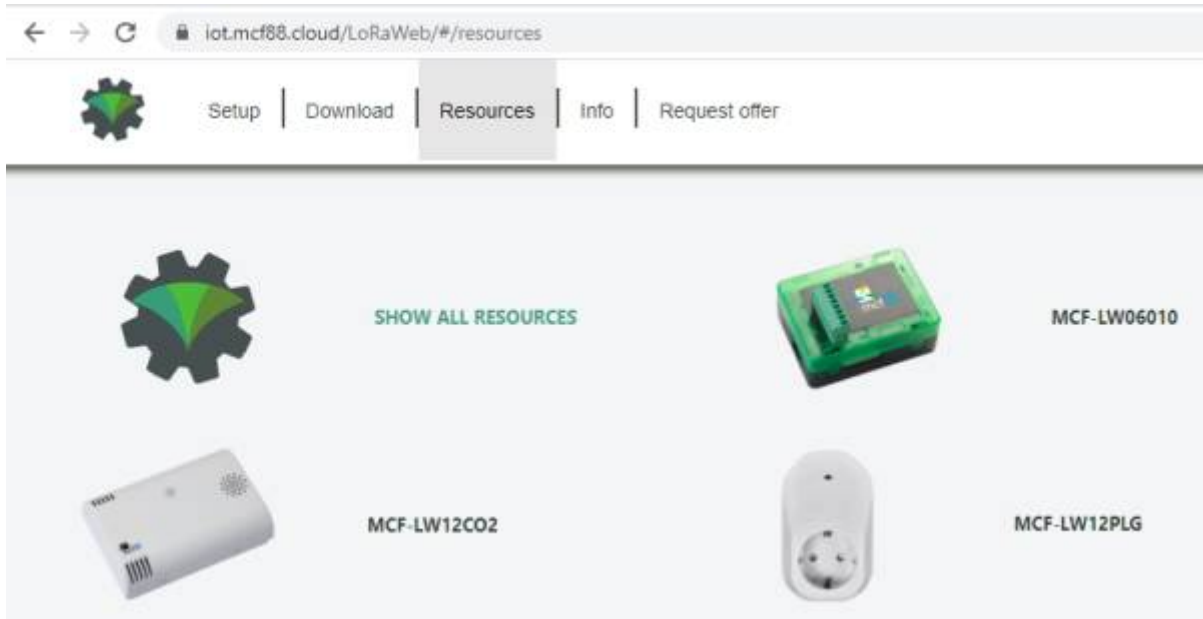 iot.mcf88.cloud/LoRaWeb/#/resources
Setup Download Resources Info Request offer
SHOW ALL RESOURCES
MCF-LW06010
MCF-LW12CO2
MCF-LW12PLG